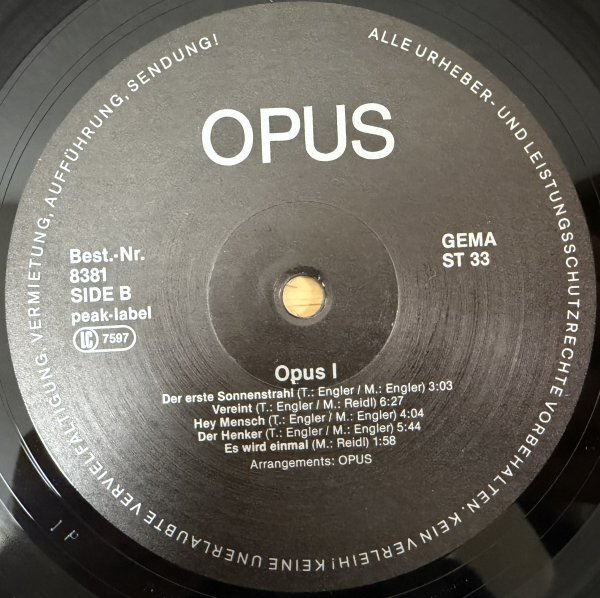 OPUS
ALLE URHEBER- UND LEISTUNGSSCHUTZRECHTE VORBEHALTEN. KEIN VERLEIH! KEINE UNERLAUBTE VERVIELFÄLTIGUNG, VERMIETUNG, AUFFÜHRUNG, SENDUNG!
Best.-Nr.
8381
SIDE B
peak-label
LC 7597
GEMA
ST 33
Opus I
Der erste Sonnenstrahl (T.: Engler / M.: Engler) 3:03
Vereint (T.: Engler / M.: Reidl) 6:27
Hey Mensch (T.: Engler / M.: Engler) 4:04
Der Henker (T.: Engler / M.: Engler) 5:44
Es wird einmal (M.: Reidl) 1:58
Arrangements: OPUS